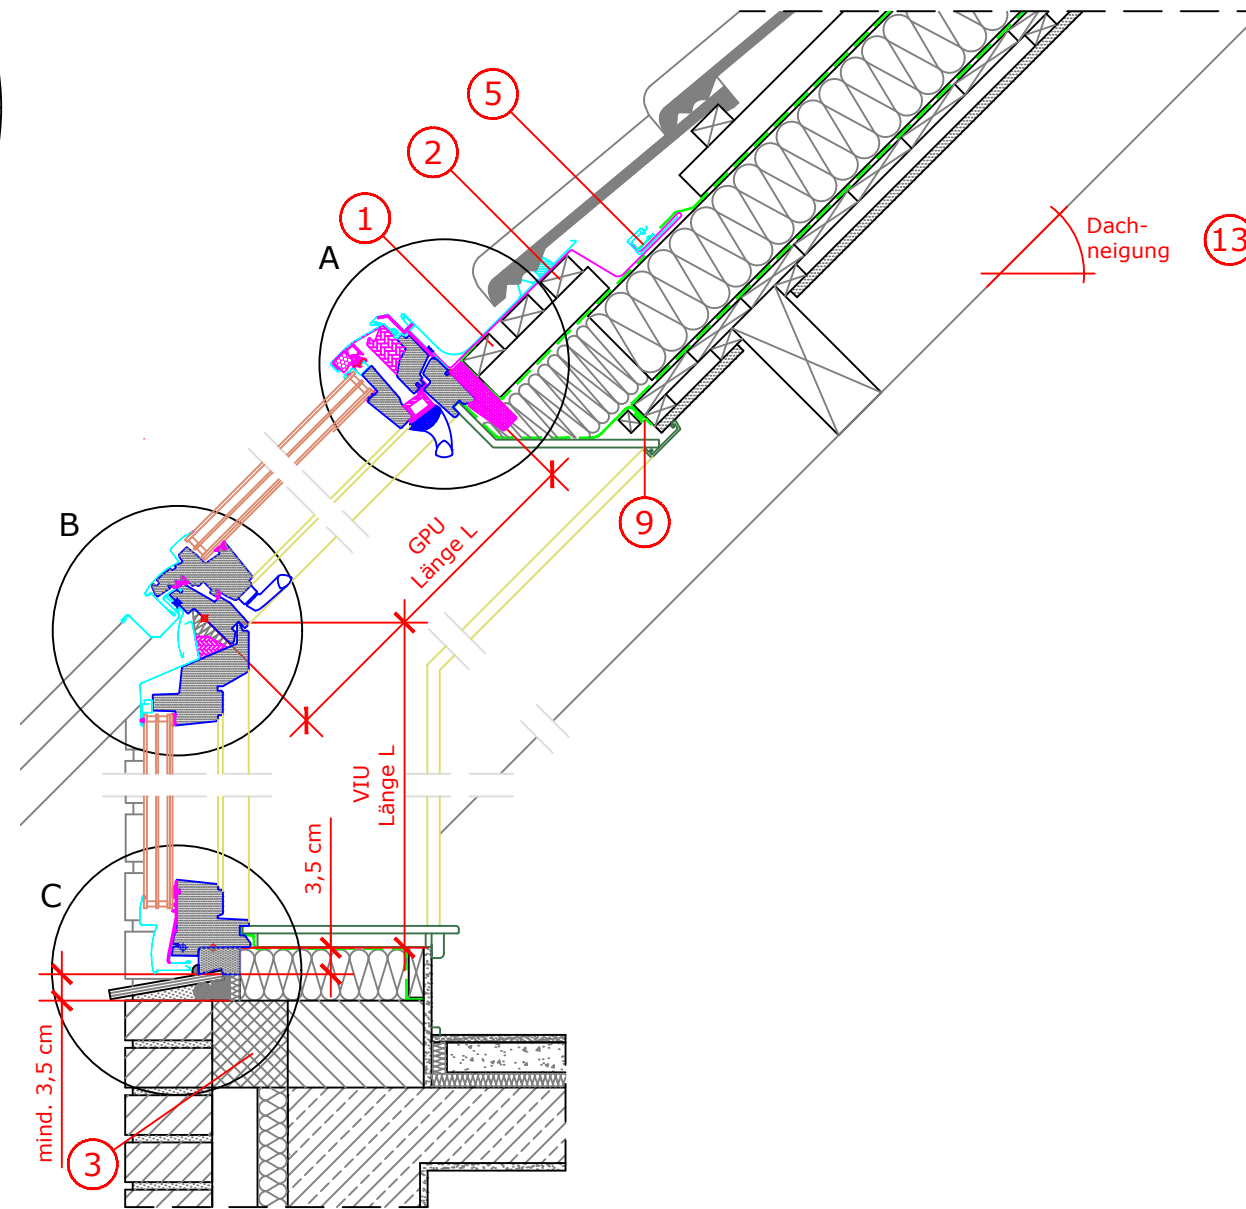 5
2
1
A
Dach-
neigung
13
9
B
GPU
Länge L
VIU
Länge L
3,5 cm
C
mind. 3,5 cm
3